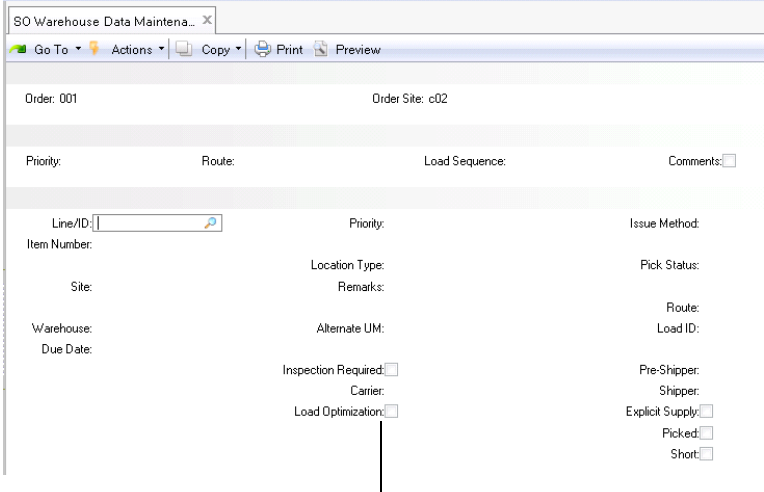 SO Warehouse Data Maintena...
Go To Actions Copy Print Preview
Order: 001 Order Site: c02
Priority: Route: Load Sequence: Comments:
Line/ID: Priority: Issue Method:
Item Number:
Location Type: Pick Status:
Site: Remarks:
Route:
Warehouse: Alternate UM: Load ID:
Due Date:
Inspection Required: Pre-Shipper:
Carrier: Shipper:
Load Optimization: Explicit Supply:
Picked:
Short: